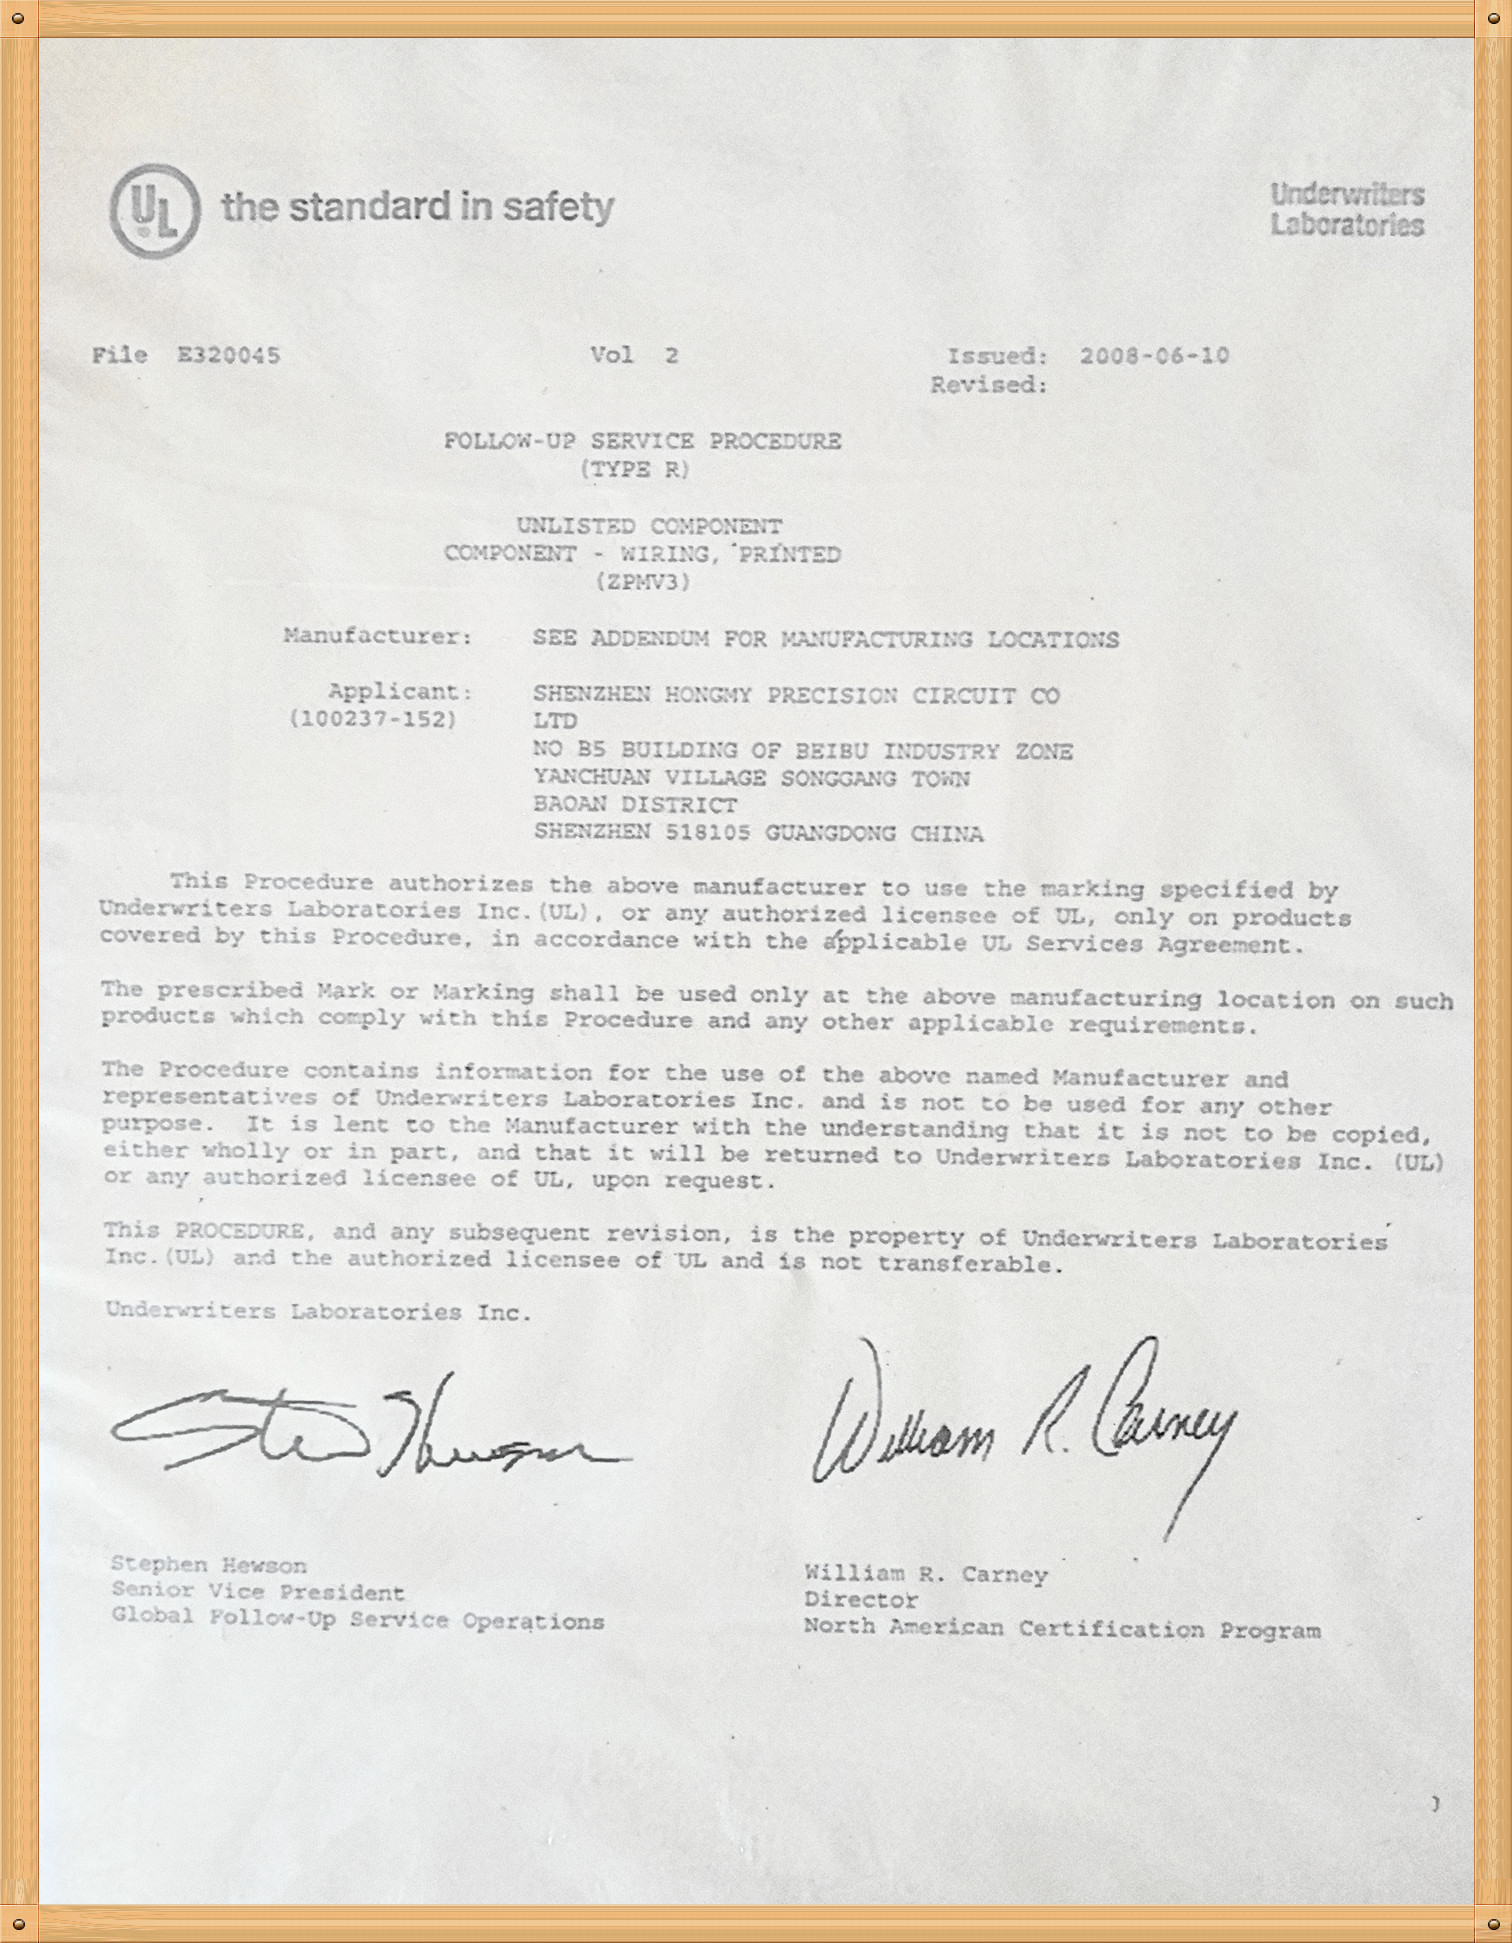 UL the standard in safety
Underwriters
Laboratories
File E320045 Vol 2 Issued: 2008-06-10
Revised:
FOLLOW-UP SERVICE PROCEDURE
(TYPE R)
UNLISTED COMPONENT
COMPONENT - WIRING, PRINTED
(ZPMV3)
Manufacturer: SEE ADDENDUM FOR MANUFACTURING LOCATIONS
Applicant: SHENZHEN HONGMY PRECISION CIRCUIT CO
(100237-152) LTD
NO B5 BUILDING OF BEIBU INDUSTRY ZONE
YANCHUAN VILLAGE SONGGANG TOWN
BAOAN DISTRICT
SHENZHEN 518105 GUANGDONG CHINA
This Procedure authorizes the above manufacturer to use the marking specified by
Underwriters Laboratories Inc.(UL), or any authorized licensee of UL, only on products
covered by this Procedure, in accordance with the applicable UL Services Agreement.
The prescribed Mark or Marking shall be used only at the above manufacturing location on such
products which comply with this Procedure and any other applicable requirements.
The Procedure contains information for the use of the above named Manufacturer and
representatives of Underwriters Laboratories Inc. and is not to be used for any other
purpose. It is lent to the Manufacturer with the understanding that it is not to be copied,
either wholly or in part, and that it will be returned to Underwriters Laboratories Inc. (UL)
or any authorized licensee of UL, upon request.
This PROCEDURE, and any subsequent revision, is the property of Underwriters Laboratories
Inc.(UL) and the authorized licensee of UL and is not transferable.
Underwriters Laboratories Inc.
Stephen Hewson
William R. Carney
Stephen Hewson
Senior Vice President
Global Follow-Up Service Operations
William R. Carney
Director
North American Certification Program